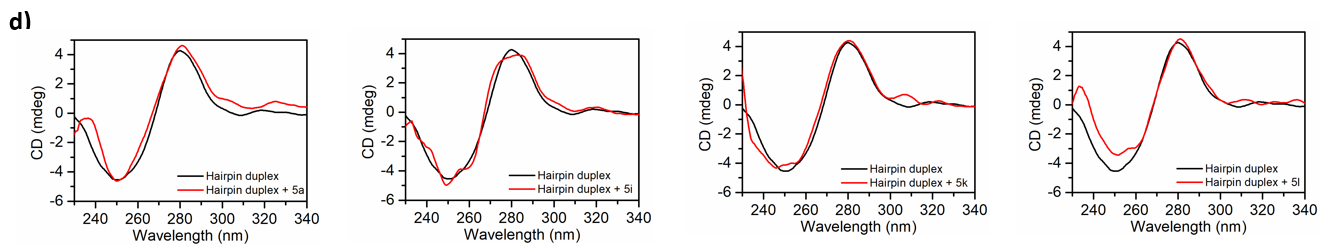 d)
4
2
0
-2
-4
-6
CD (mdeg)
Hairpin duplex
Hairpin duplex + 5a
240 260 280 300 320 340
Wavelength (nm)
4
2
0
-2
-4
-6
CD (mdeg)
Hairpin duplex
Hairpin duplex + 5i
240 260 280 300 320 340
Wavelength (nm)
4
2
0
-2
-4
-6
CD (mdeg)
Hairpin duplex
Hairpin duplex + 5k
240 260 280 300 320 340
Wavelength (nm)
4
2
0
-2
-4
-6
CD (mdeg)
Hairpin duplex
Hairpin duplex + 5l
240 260 280 300 320 340
Wavelength (nm)